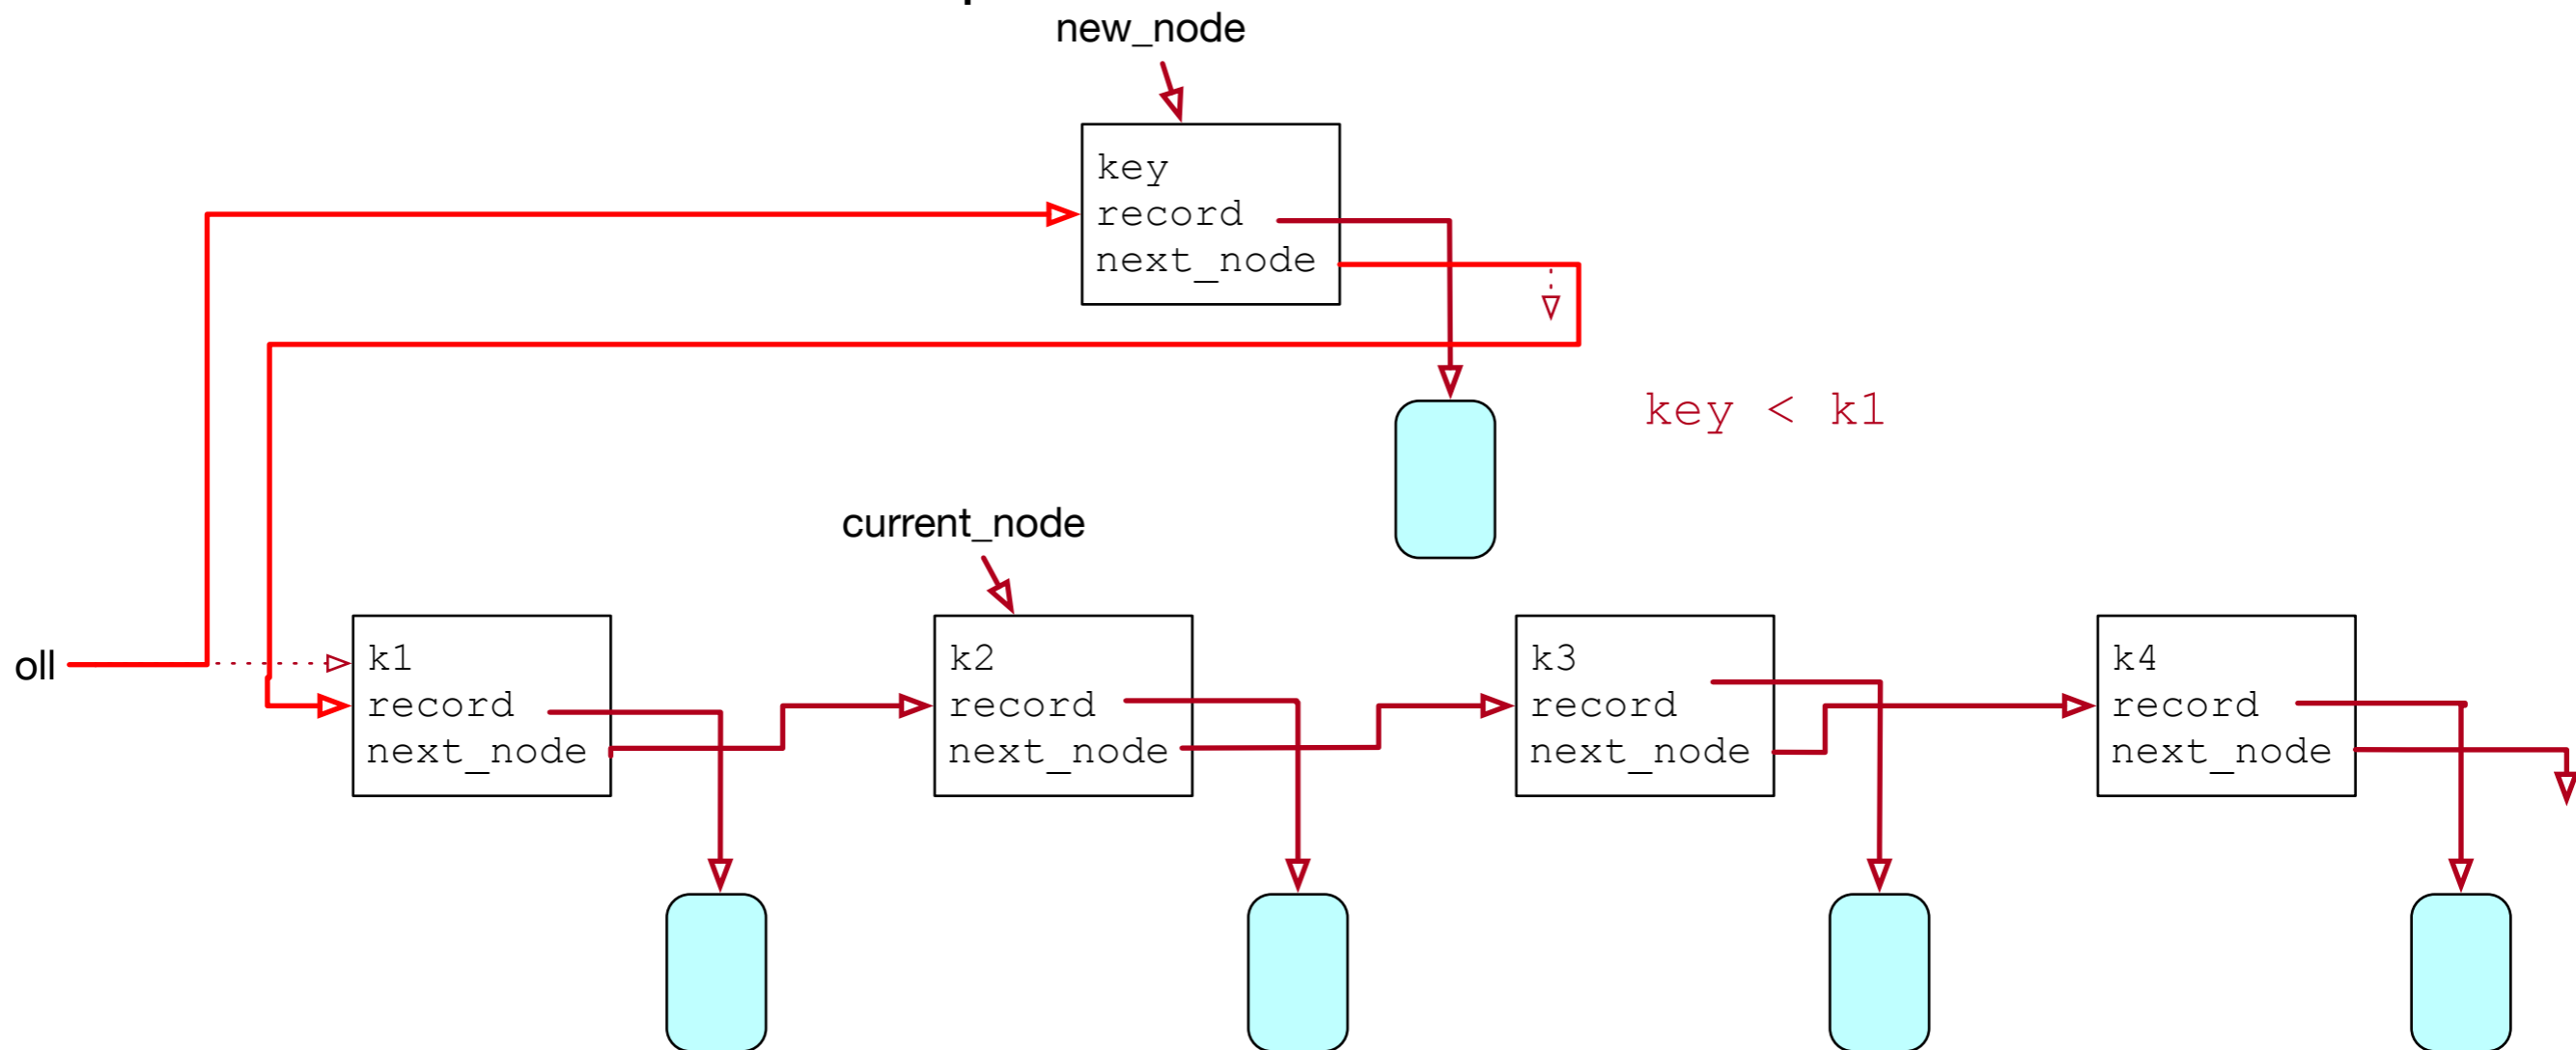 new_node
key
record
next_node
key < k1
current_node
oll
k1
record
next_node
k2
record
next_node
k3
record
next_node
k4
record
next_node